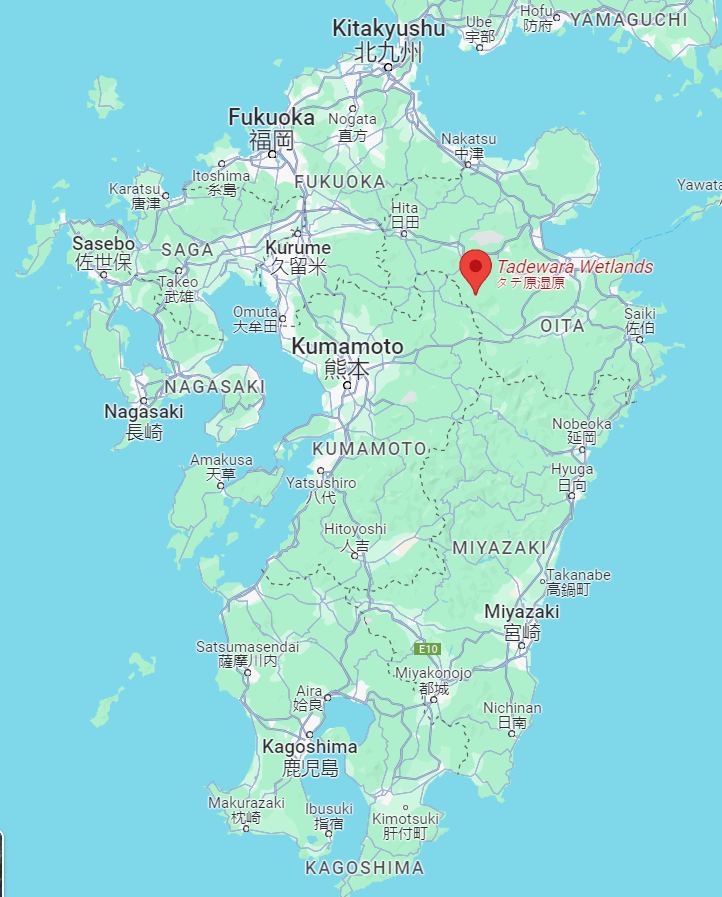 Kitakyushu
北九州
Ube
宇部
Hofu
防府
YAMAGUCHI
Fukuoka
福岡
Nogata
直方
Nakatsu
中津
Itoshima
糸島
FUKUOKA
Karatsu
唐津
Hita
日田
Yawata
Sasebo
佐世保
SAGA
Kurume
久留米
Takeo
武雄
Tadewara Wetlands
タデ原湿原
Omuta
大牟田
OITA
Saiki
佐伯
Kumamoto
熊本
NAGASAKI
Nagasaki
長崎
Nobeoka
延岡
KUMAMOTO
Amakusa
天草
Yatsushiro
八代
Hyuga
日向
Hitoyoshi
人吉
MIYAZAKI
Takanabe
高鍋町
Miyazaki
宮崎
Satsumasendai
薩摩川内
E10
Miyakonojo
都城
Aira
姶良
Nichinan
日南
Kagoshima
鹿児島
Makurazaki
枕崎
Ibusuki
指宿
Kimotsuki
肝付町
KAGOSHIMA